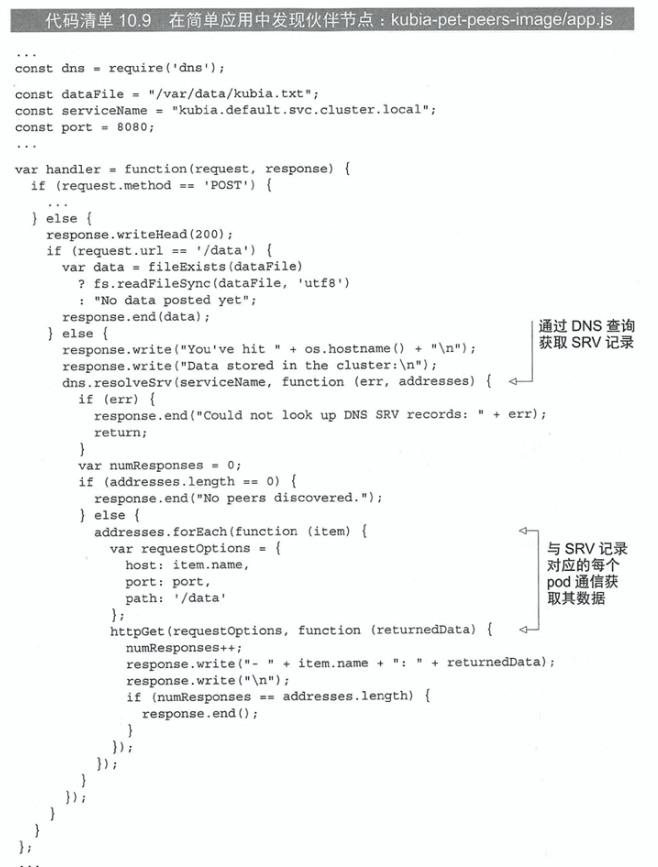 代码清单 10.9 在简单应用中发现伙伴节点：kubia-pet-peers-image/app.js
...
const dns = require('dns');
const dataFile = "/var/data/kubia.txt";
const serviceName = "kubia.default.svc.cluster.local";
const port = 8080;
...
var handler = function(request, response) {
  if (request.method == 'POST') {
    ...
  } else {
    response.writeHead(200);
    if (request.url == '/data') {
      var data = fileExists(dataFile)
        ? fs.readFileSync(dataFile, 'utf8')
        : "No data posted yet";
      response.end(data);
    } else {
      response.write("You've hit " + os.hostname() + "\n");
      response.write("Data stored in the cluster:\n");
      dns.resolveSrv(serviceName, function (err, addresses) {
通过 DNS 查询
获取 SRV 记录
        if (err) {
          response.end("Could not look up DNS SRV records: " + err);
          return;
        }
        var numResponses = 0;
        if (addresses.length == 0) {
          response.end("No peers discovered.");
        } else {
          addresses.forEach(function (item) {
            var requestOptions = {
              host: item.name,
              port: port,
              path: '/data'
            };
            httpGet(requestOptions, function (returnedData) {
与 SRV 记录
对应的每个
pod 通信获
取其数据
              numResponses++;
              response.write("- " + item.name + ": " + returnedData);
              response.write("\n");
              if (numResponses == addresses.length) {
                response.end();
              }
            });
          });
        }
      });
    }
  }
};
...